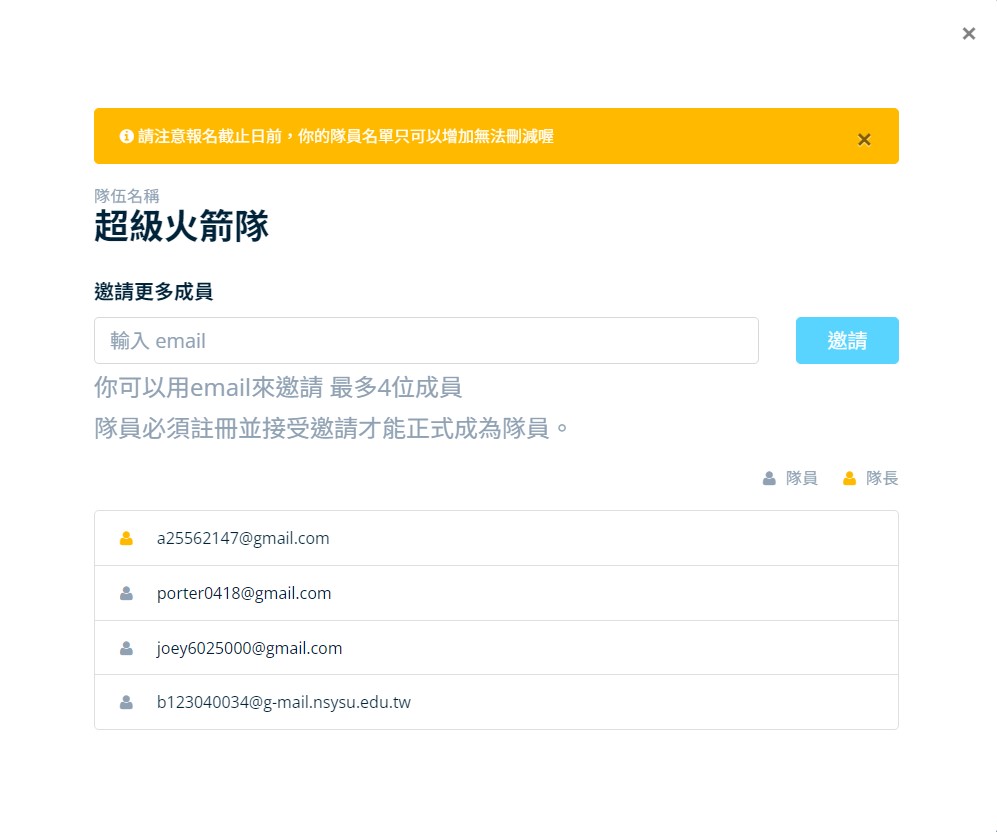 請注意報名截止日前，你的隊員名單只可以增加無法刪減喔
隊伍名稱
超級火箭隊
邀請更多成員
輸入 email
邀請
你可以用email來邀請 最多4位成員
隊員必須註冊並接受邀請才能正式成為隊員。
隊員 隊長
a25562147@gmail.com
porter0418@gmail.com
joey6025000@gmail.com
b123040034@g-mail.nsysu.edu.tw